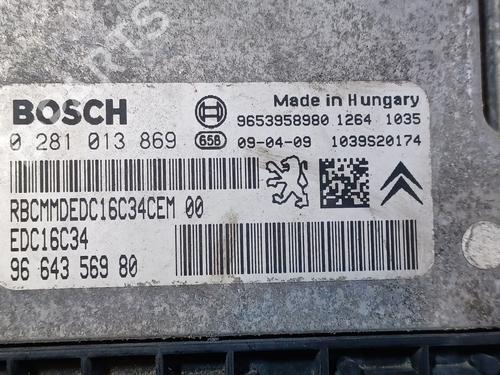 BOSCH
Made in Hungary
9653958980 1264 1035
0 281 013 869 658 09-04-09 1039S20174
RBCMMDEDC16C34CEM 00
EDC16C34
96 643 569 80